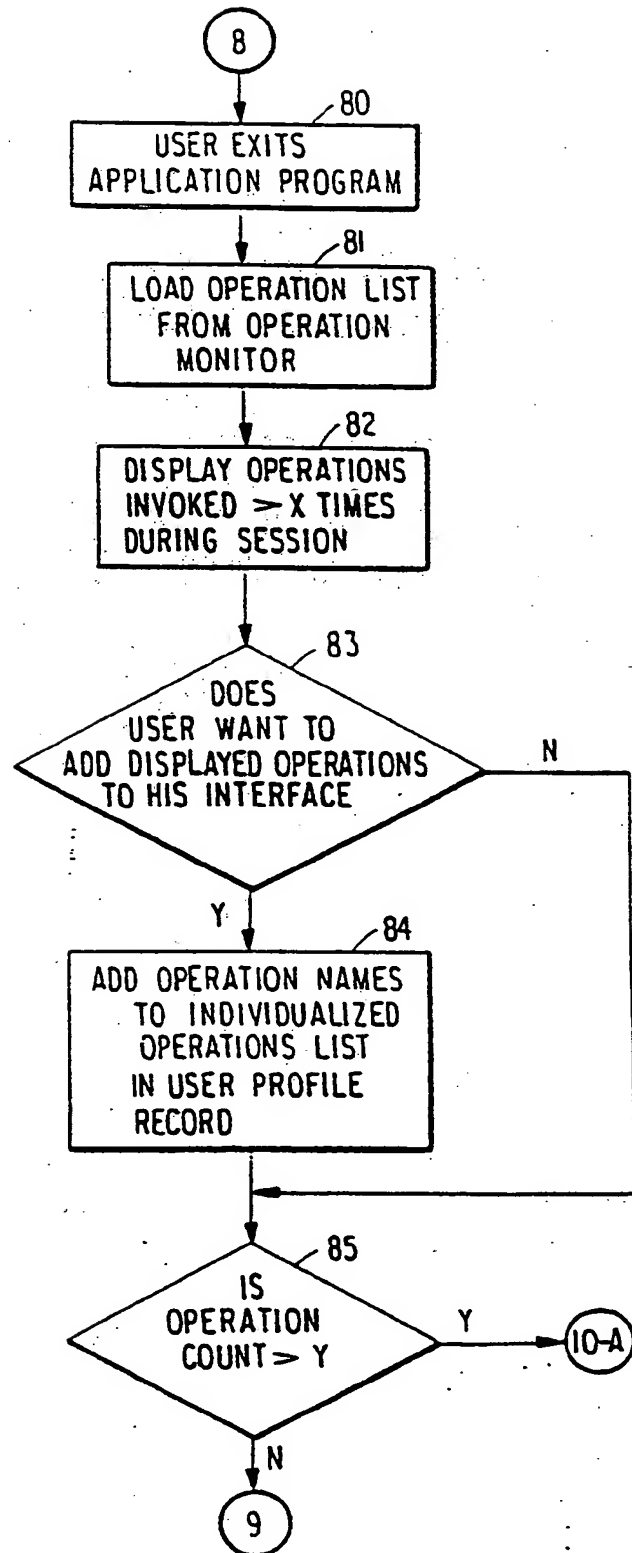 8
80
USER EXITS
APPLICATION PROGRAM
81
LOAD OPERATION LIST
FROM OPERATION
MONITOR
82
DISPLAY OPERATIONS
INVOKED > X TIMES
DURING SESSION
83
DOES
USER WANT TO
ADD DISPLAYED OPERATIONS
TO HIS INTERFACE
N
Y
84
ADD OPERATION NAMES
TO INDIVIDUALIZED
OPERATIONS LIST
IN USER PROFILE
RECORD
85
IS
OPERATION
COUNT > Y
Y
10-A
N
9